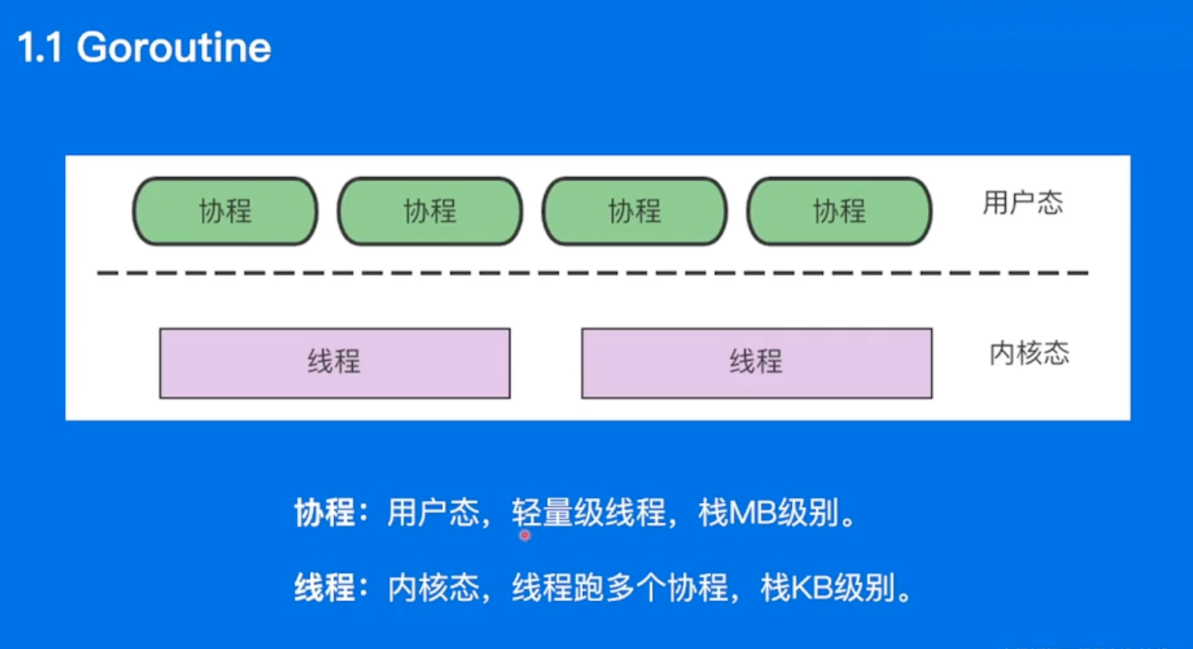 1.1 Goroutine
协程 协程 协程 协程 用户态
线程 线程 内核态
协程：用户态，轻量级线程，栈MB级别。
线程：内核态，线程跑多个协程，栈KB级别。